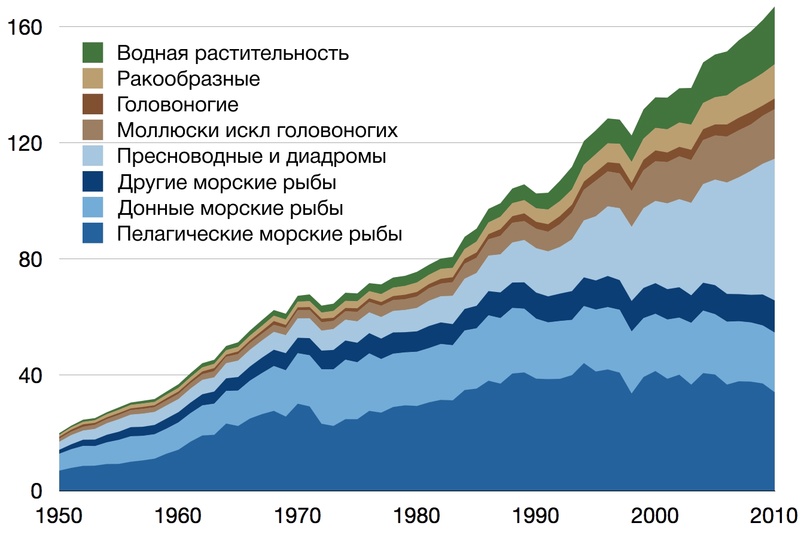 160
Водная растительность
Ракообразные
Головоногие
Моллюски искл головоногих
120
Пресноводные и диадромы
Другие морские рыбы
Донные морские рыбы
Пелагические морские рыбы
80
40
0
1950 1960 1970 1980 1990 2000 2010